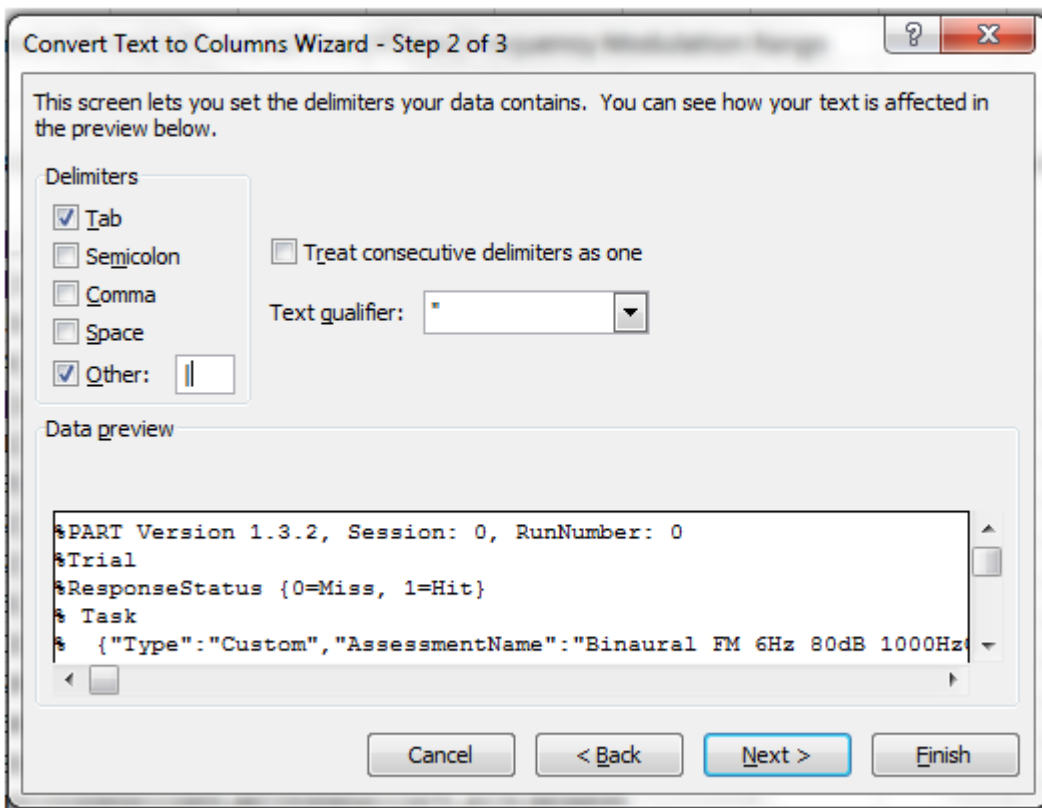 Convert Text to Columns Wizard - Step 2 of 3
This screen lets you set the delimiters your data contains.  You can see how your text is affected in
the preview below.
Delimiters
Tab
Semicolon
Comma
Space
Other: |
Treat consecutive delimiters as one
Text qualifier: "
Data preview
%PART Version 1.3.2, Session: 0, RunNumber: 0
%Trial
%ResponseStatus {0=Miss, 1=Hit}
% Task
%  {"Type":"Custom","AssessmentName":"Binaural FM 6Hz 80dB 1000Hz
Cancel
< Back
Next >
Finish